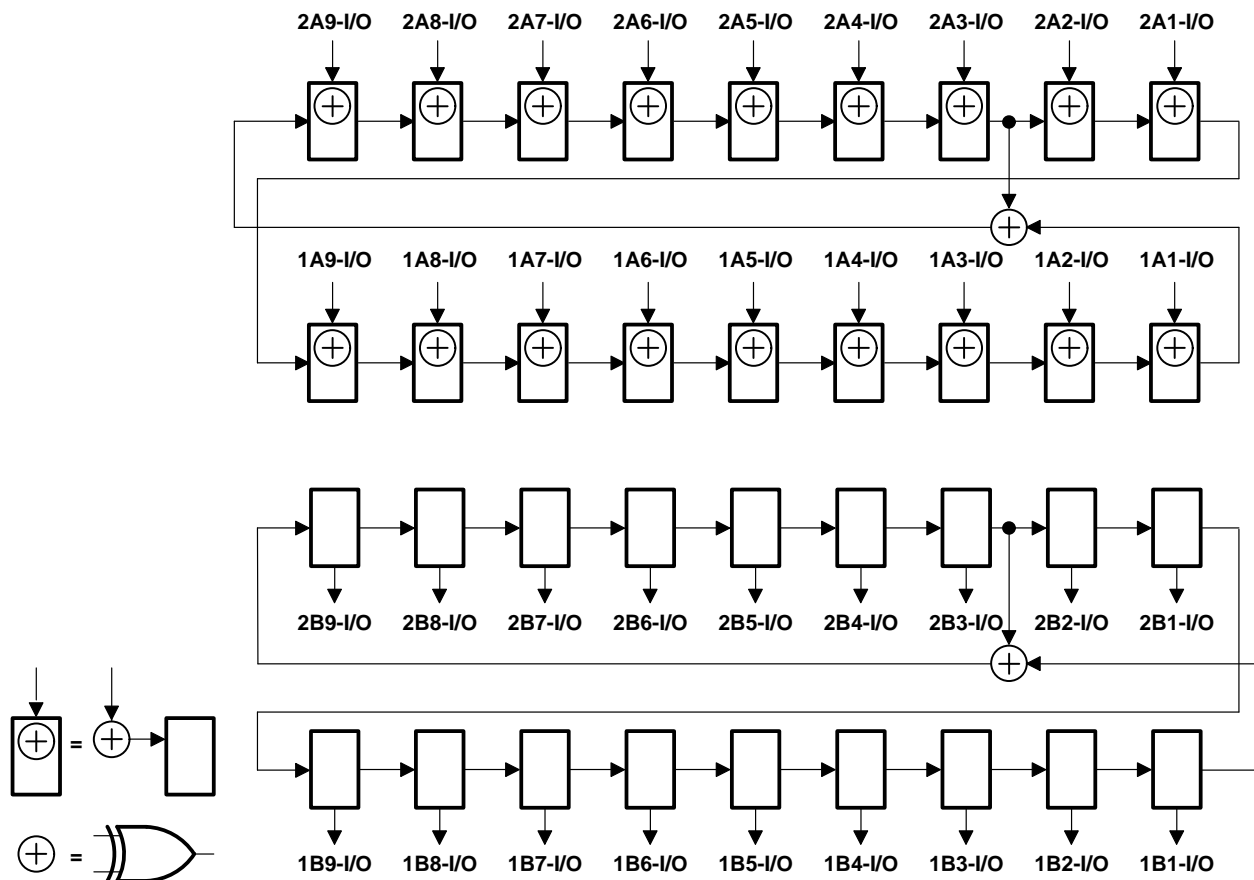 2A9-I/O 2A8-I/O 2A7-I/O 2A6-I/O 2A5-I/O 2A4-I/O 2A3-I/O 2A2-I/O 2A1-I/O
1A9-I/O 1A8-I/O 1A7-I/O 1A6-I/O 1A5-I/O 1A4-I/O 1A3-I/O 1A2-I/O 1A1-I/O
2B9-I/O 2B8-I/O 2B7-I/O 2B6-I/O 2B5-I/O 2B4-I/O 2B3-I/O 2B2-I/O 2B1-I/O
=
=
1B9-I/O 1B8-I/O 1B7-I/O 1B6-I/O 1B5-I/O 1B4-I/O 1B3-I/O 1B2-I/O 1B1-I/O